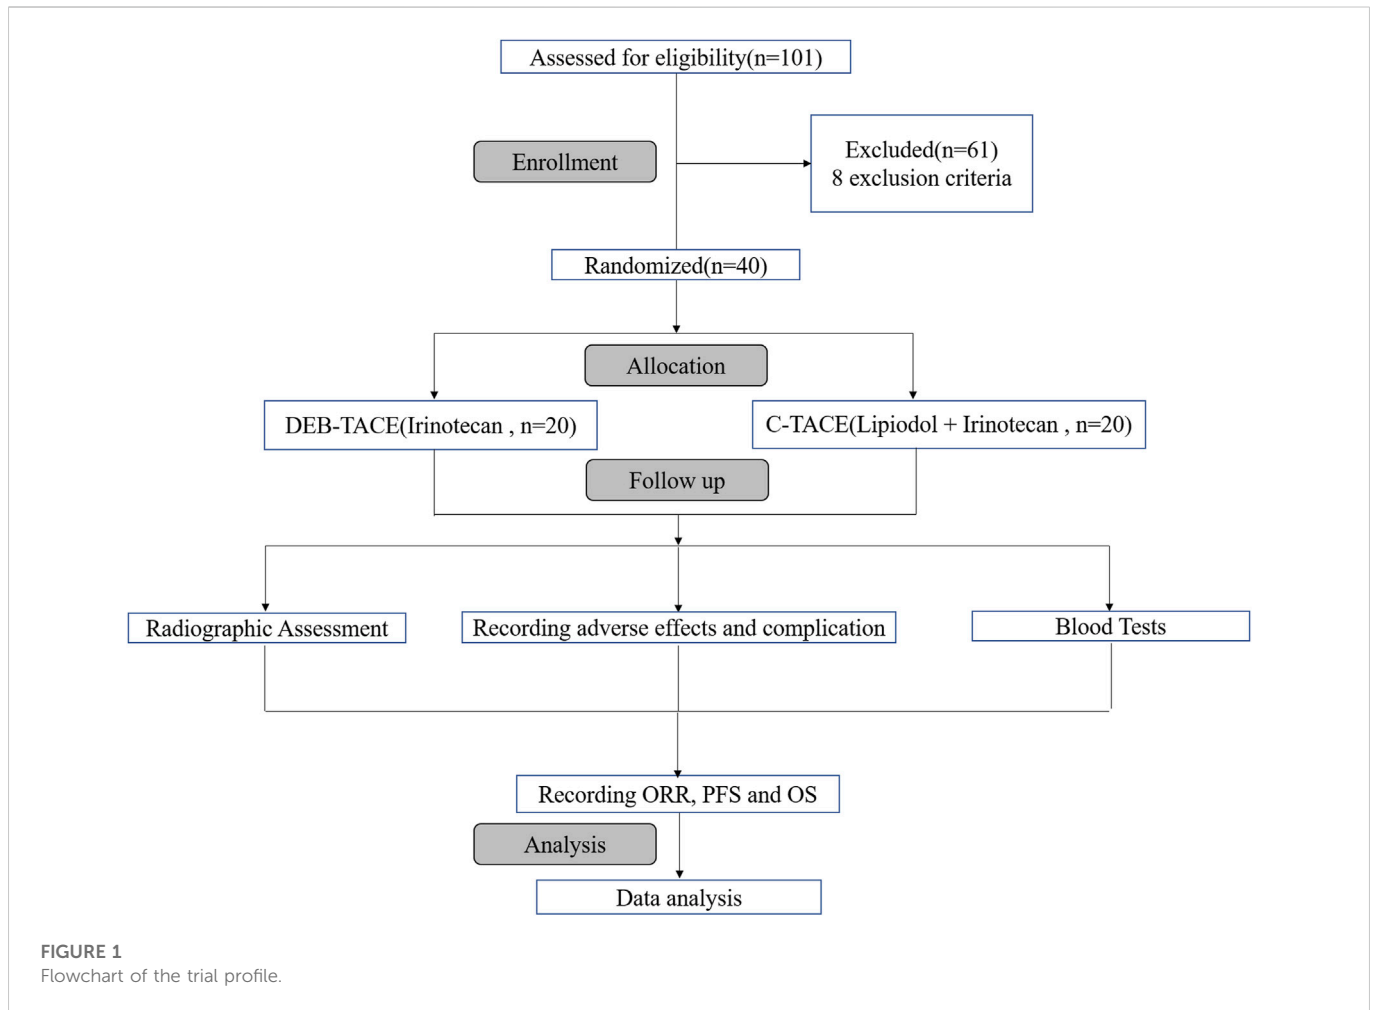 Assessed for eligibility(n=101)
Enrollment
Excluded(n=61)
8 exclusion criteria
Randomized(n=40)
Allocation
DEB-TACE(Irinotecan , n=20)
C-TACE(Lipiodol + Irinotecan , n=20)
Follow up
Radiographic Assessment
Recording adverse effects and complication
Blood Tests
Recording ORR, PFS and OS
Analysis
Data analysis
FIGURE 1
Flowchart of the trial profile.